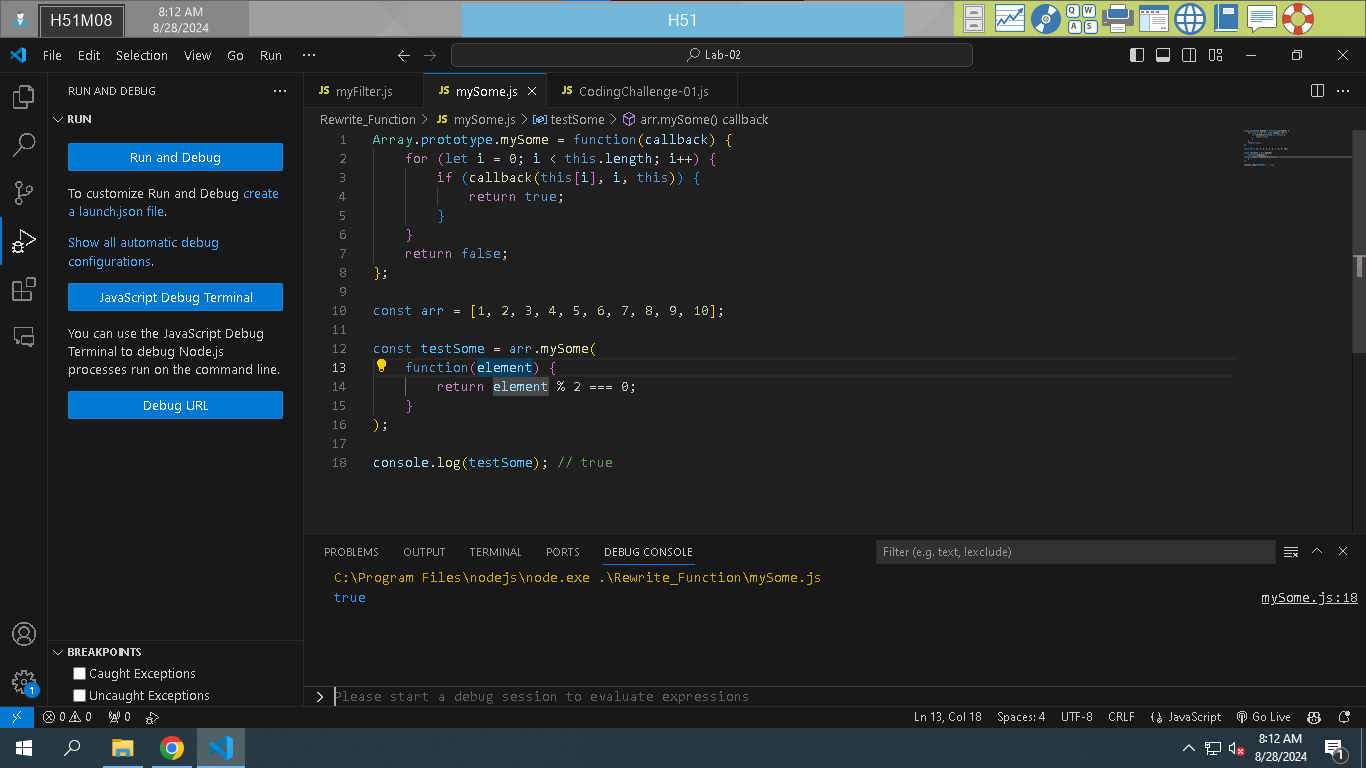 H51M08
8:12 AM
8/28/2024
H51
Q W
A S
File Edit Selection View Go Run ···
Lab-02
RUN AND DEBUG ···
RUN
Run and Debug
To customize Run and Debug create
a launch.json file.
Show all automatic debug
configurations.
JavaScript Debug Terminal
You can use the JavaScript Debug
Terminal to debug Node.js
processes run on the command line.
Debug URL
BREAKPOINTS
Caught Exceptions
Uncaught Exceptions
1
JS myFilter.js JS mySome.js JS CodingChallenge-01.js
Rewrite_Function > JS mySome.js > testSome > arr.mySome() callback
1 Array.prototype.mySome = function(callback) {
2     for (let i = 0; i < this.length; i++) {
3         if (callback(this[i], i, this)) {
4             return true;
5         }
6     }
7     return false;
8 };
9
10 const arr = [1, 2, 3, 4, 5, 6, 7, 8, 9, 10];
11
12 const testSome = arr.mySome(
13     function(element) {
14         return element % 2 === 0;
15     }
16 );
17
18 console.log(testSome); // true
PROBLEMS OUTPUT TERMINAL PORTS DEBUG CONSOLE
Filter (e.g. text, !exclude)
C:\Program Files\nodejs\node.exe .\Rewrite_Function\mySome.js
true mySome.js:18
> Please start a debug session to evaluate expressions
0 0 0 Ln 13, Col 18 Spaces: 4 UTF-8 CRLF JavaScript Go Live
8:12 AM
8/28/2024
1